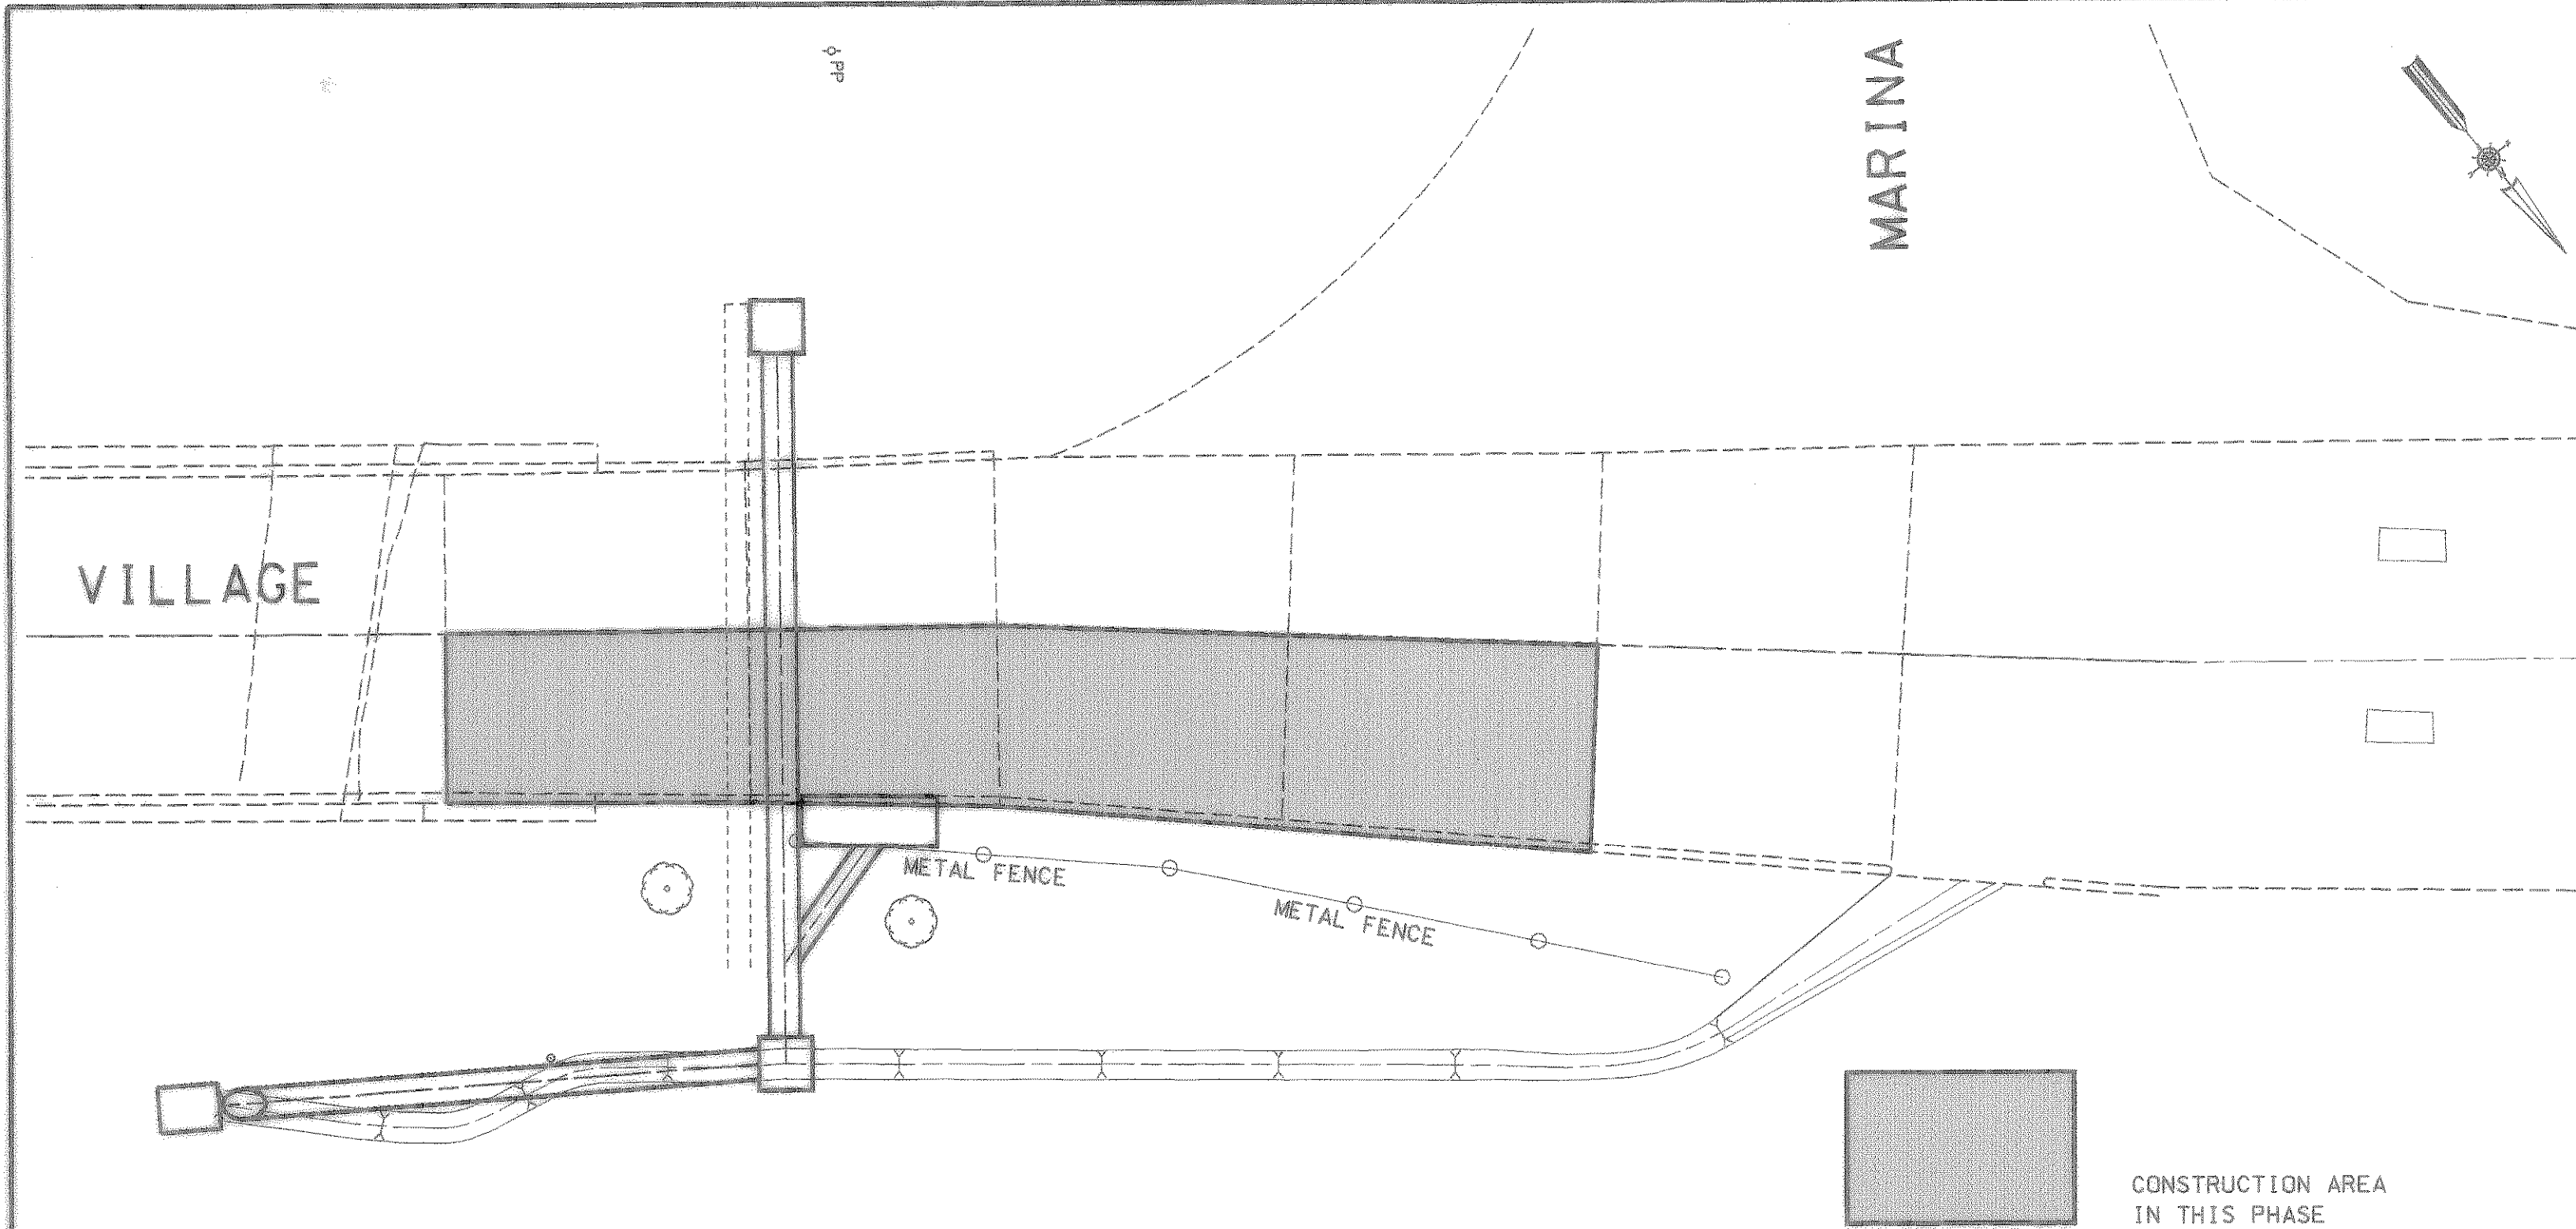 PP
MARINA
VILLAGE
METAL FENCE
METAL FENCE
CONSTRUCTION AREA
IN THIS PHASE